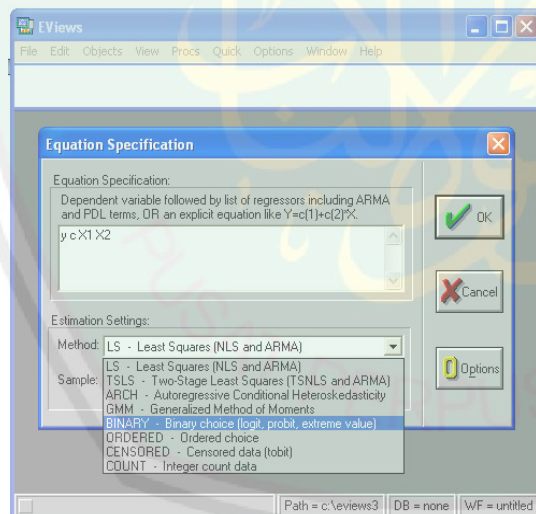 EViews
File Edit Objects View Procs Quick Options Window Help
Equation Specification
Equation Specification:
Dependent variable followed by list of regressors including ARMA
and PDL terms, OR an explicit equation like Y=c(1)+c(2)*X.
y c X1 X2
OK
Cancel
Options
Estimation Settings:
Method: LS - Least Squares (NLS and ARMA)
Sample:
LS - Least Squares (NLS and ARMA)
TSLS - Two-Stage Least Squares (TSNLS and ARMA)
ARCH - Autoregressive Conditional Heteroskedasticity
GMM - Generalized Method of Moments
BINARY - Binary choice (logit, probit, extreme value)
ORDERED - Ordered choice
CENSORED - Censored data (tobit)
COUNT - Integer count data
Path = c:\eviews3 DB = none WF = untitled